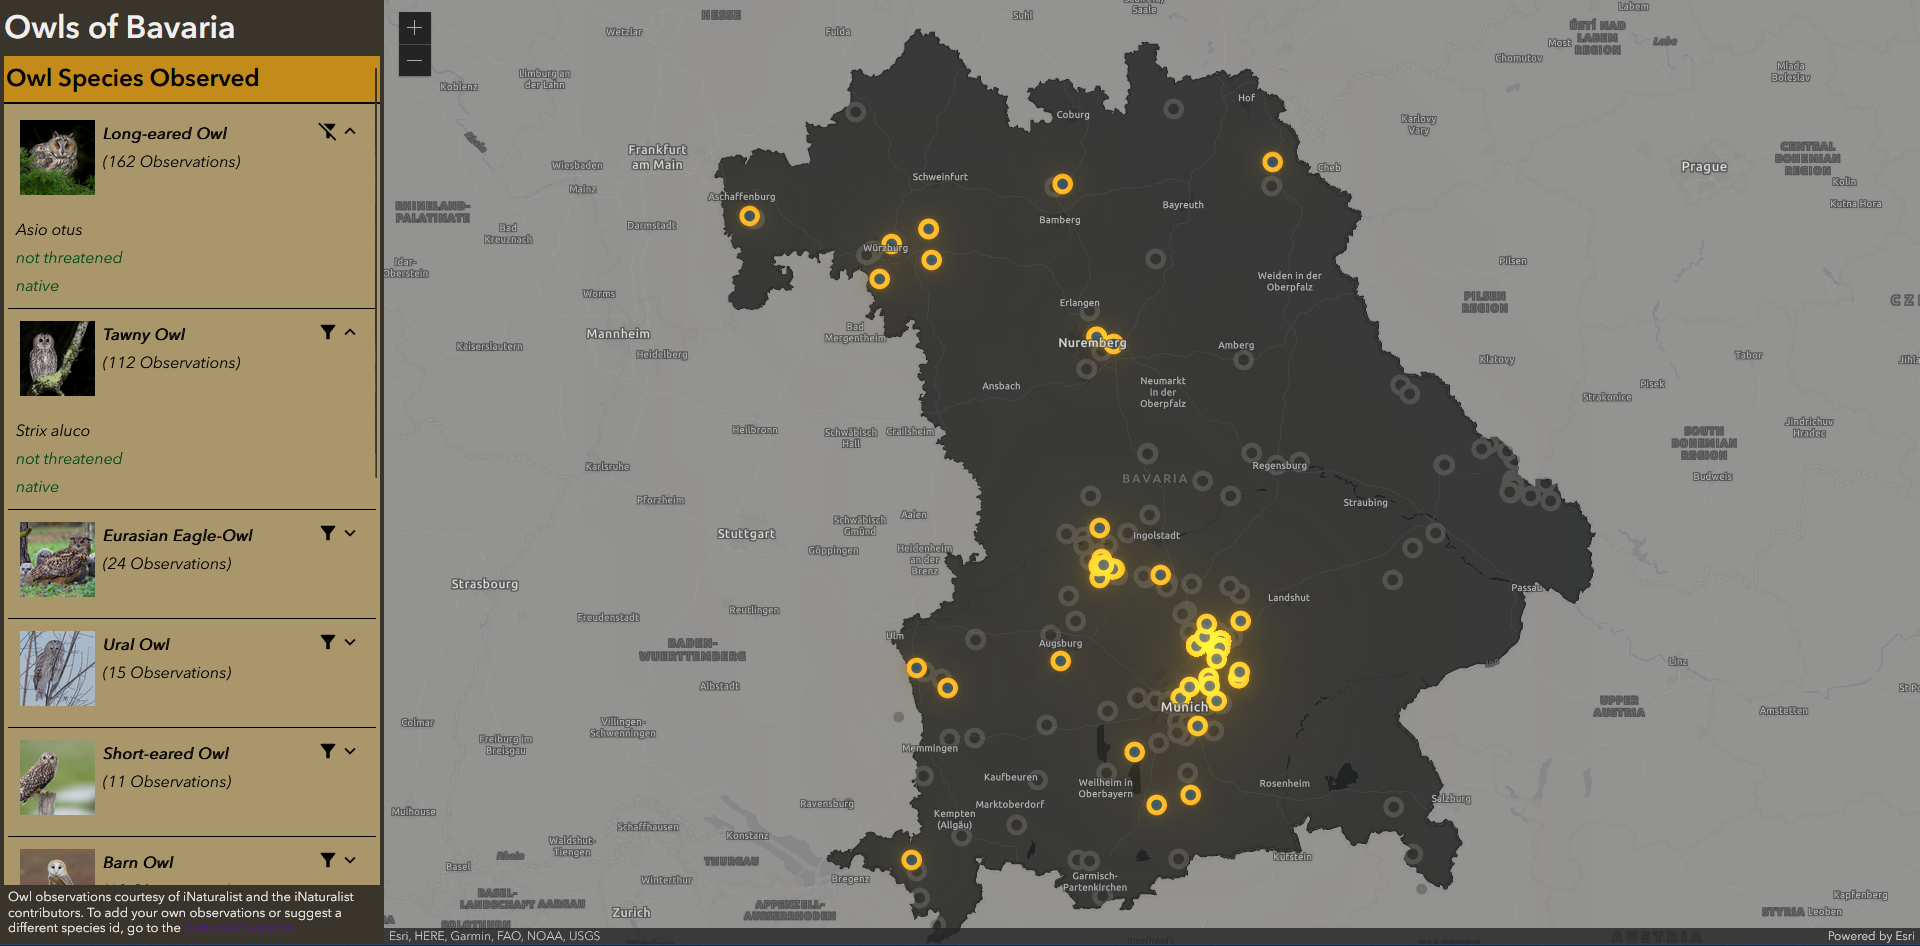 Owls of Bavaria
Owl Species Observed
Long-eared Owl
(162 Observations)
Asio otus
not threatened
native
Tawny Owl
(112 Observations)
Strix aluco
not threatened
native
Eurasian Eagle-Owl
(24 Observations)
Ural Owl
(15 Observations)
Short-eared Owl
(11 Observations)
Barn Owl
Owl observations courtesy of iNaturalist and the iNaturalist
contributors. To add your own observations or suggest a
different species id, go to the
HESSE
Suhl
Saale
Labem
Wetzlar
Fulda
ÚSTÍ NAD
LABEM
REGION
Most
Labe
Chomutov
Limburg an
der Lahn
Koblenz
Mlada
Boleslav
Hof
Coburg
Karlovy
Vary
Frankfurt
am Main
Wiesbaden
Mainz
CENTRAL
BOHEMIAN
REGION
Prague
Cheb
Kolin
Kutna Hora
Schweinfurt
Aschaffenburg
RHINELAND-
PALATINATE
Bad
Kreuznach
Darmstadt
Bayreuth
Bamberg
Würzburg
Idar-
Oberstein
Pilsen
Weiden in der
Oberpfalz
PILSEN
REGION
CZE
Worms
Erlangen
Mannheim
Bad
Mergentheim
Nuremberg
Kaiserslautern
Heidelberg
Amberg
Klatovy
Tabor
Jihla
Ansbach
Neumarkt
in der
Oberpfalz
Pisek
Strakonice
Heilbronn
Schwäbisch
Hall
Crailsheim
Jindrichuv
Hradec
SOUTH
BOHEMIAN
REGION
Karlsruhe
Regensburg
BAVARIA
Budweis
Pforzheim
Straubing
Aalen
Schwäbisch
Gmünd
Stuttgart
Ingolstadt
Göppingen
Heidenheim
an der
Brenz
Strasbourg
Passau
Landshut
Reutlingen
Freudenstadt
Ulm
Augsburg
BADEN-
WUERTTEMBERG
Linz
Albstadt
St Po
Munich
UPPER
AUSTRIA
Amstetten
Colmar
Villingen-
Schwenningen
Freiburg im
Breisgau
Memmingen
Kaufbeuren
Weilheim in
Oberbayern
Rosenheim
Salzburg
Marktoberdorf
Ravensburg
Mulhouse
Kempten
(Allgäu)
Schaffhausen
Konstanz
Waldshut-
Tiengen
Rhein
Basel
THURGAU
Kufstein
Winterthur
Bregenz
Garmisch-
Partenkirchen
BASEL-
LANDSCHAFT
AARGAU
Kapfenberg
Zurich
APPENZELL-
AUSSERRHODEN
STYRIA
Leoben
SOLOTHURN
AUSTRIA
Esri, HERE, Garmin, FAO, NOAA, USGS
Powered by Esri